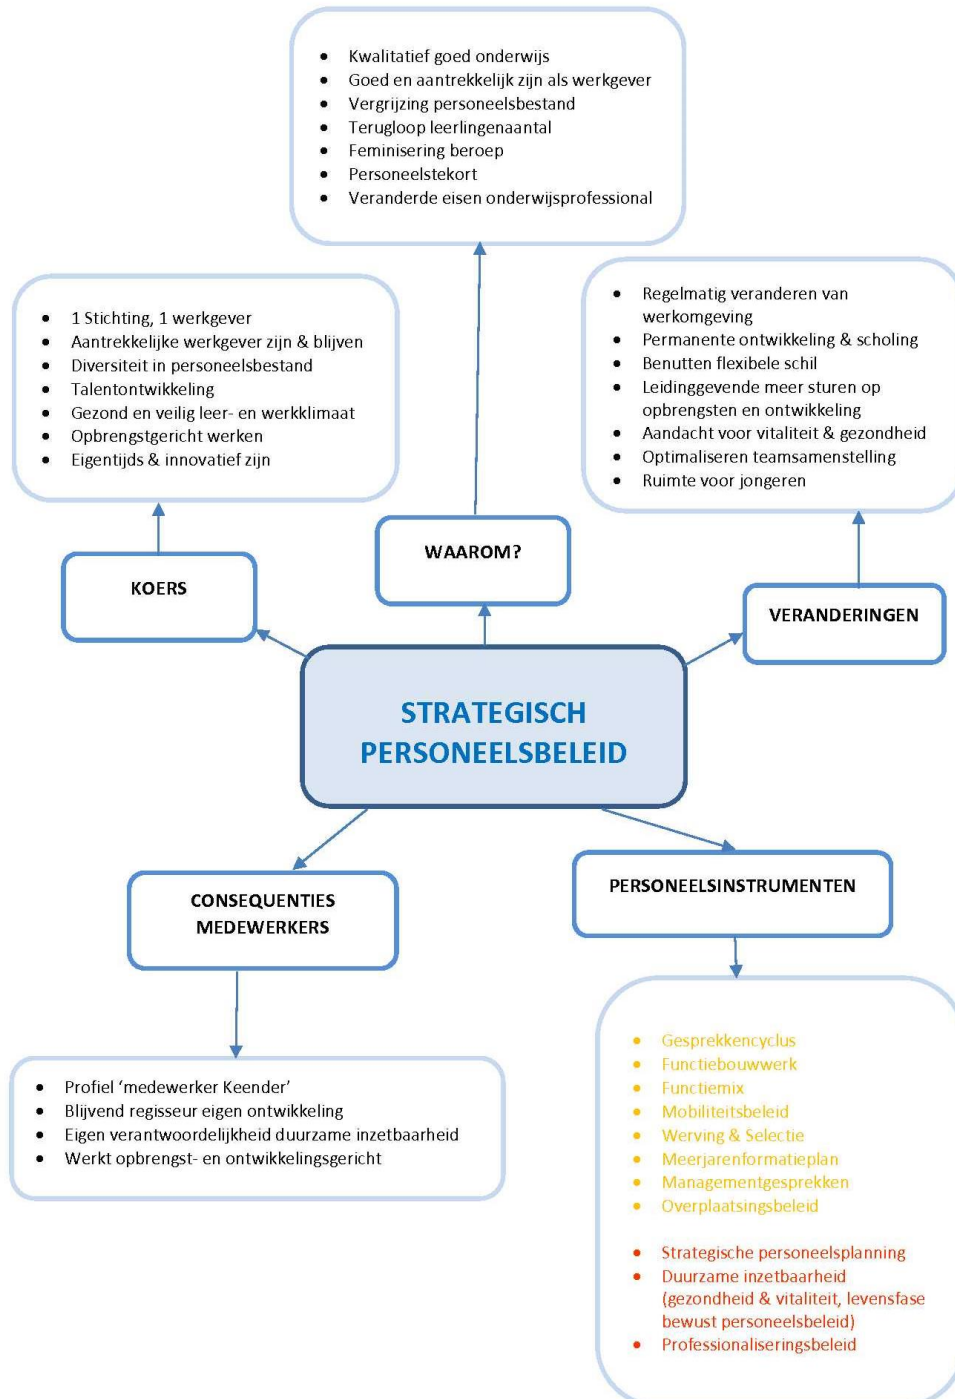 • Kwalitatief goed onderwijs
• Goed en aantrekkelijk zijn als werkgever
• Vergrijzing personeelsbestand
• Terugloop leerlingenaantal
• Feminisering beroep
• Personeelstekort
• Veranderde eisen onderwijsprofessional
• 1 Stichting, 1 werkgever
• Aantrekkelijke werkgever zijn & blijven
• Diversiteit in personeelsbestand
• Talentontwikkeling
• Gezond en veilig leer- en werkklimaat
• Opbrengstgericht werken
• Eigentijds & innovatief zijn
• Regelmatig veranderen van
werkomgeving
• Permanente ontwikkeling & scholing
• Benutten flexibele schil
• Leidinggevende meer sturen op
opbrengsten en ontwikkeling
• Aandacht voor vitaliteit & gezondheid
• Optimaliseren teamsamenstelling
• Ruimte voor jongeren
KOERS
WAAROM?
VERANDERINGEN
STRATEGISCH
PERSONEELSBELEID
CONSEQUENTIES
MEDEWERKERS
PERSONEELSINSTRUMENTEN
• Profiel ‘medewerker Keender’
• Blijvend regisseur eigen ontwikkeling
• Eigen verantwoordelijkheid duurzame inzetbaarheid
• Werkt opbrengst- en ontwikkelingsgericht
• Gesprekkencyclus
• Functiebouwwerk
• Functiemix
• Mobiliteitsbeleid
• Werving & Selectie
• Meerjarenformatieplan
• Managementgesprekken
• Overplaatsingsbeleid
• Strategische personeelsplanning
• Duurzame inzetbaarheid
(gezondheid & vitaliteit, levensfase
bewust personeelsbeleid)
• Professionaliseringsbeleid